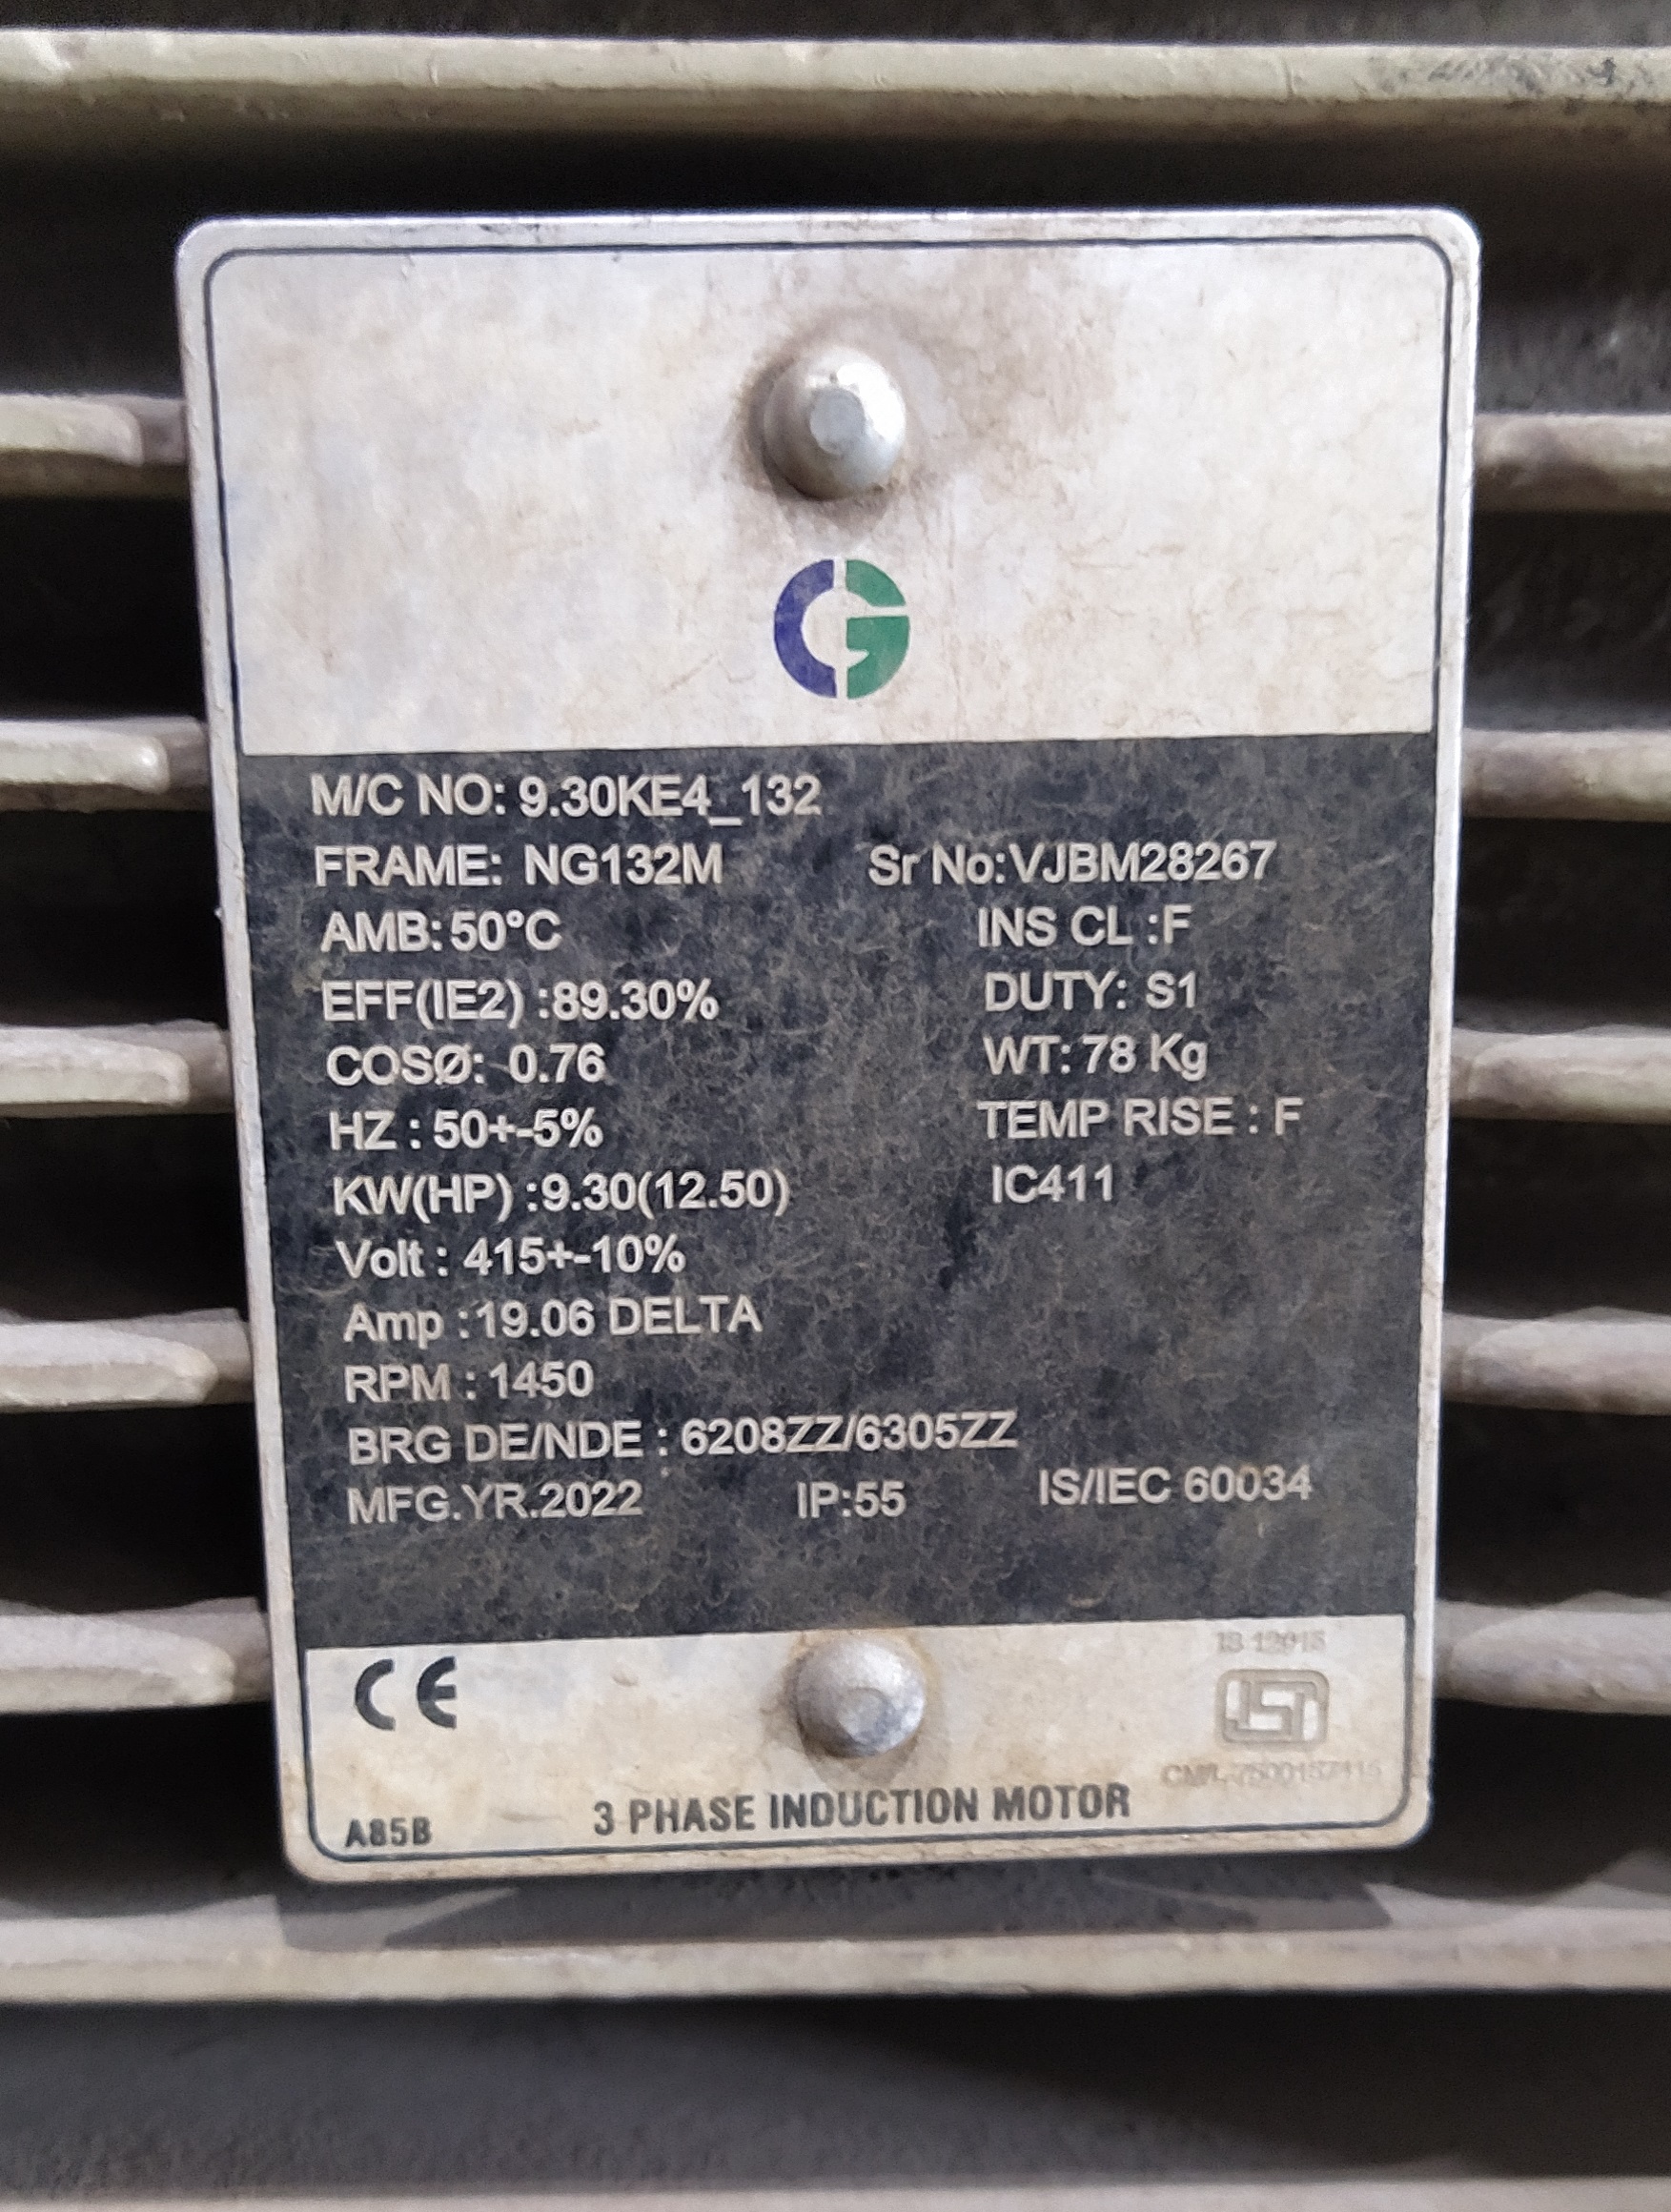 M/C NO: 9.30KE4_132
FRAME: NG132M Sr No:VJBM28267
AMB: 50°C INS CL :F
EFF(IE2) :89.30% DUTY: S1
COSØ: 0.76 WT: 78 Kg
HZ : 50+-5% TEMP RISE : F
KW(HP) :9.30(12.50) IC411
Volt : 415+-10%
Amp :19.06 DELTA
RPM : 1450
BRG DE/NDE : 6208ZZ/6305ZZ
MFG.YR.2022 IP:55 IS/IEC 60034
CE
A85B 3 PHASE INDUCTION MOTOR